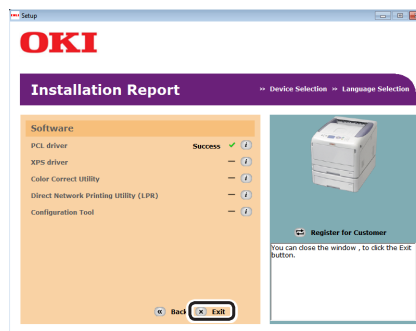 Setup
OKI
Installation Report
» Device Selection » Language Selection
Software
PCL driver Success
XPS driver
Color Correct Utility
Direct Network Printing Utility (LPR)
Configuration Tool
Register for Customer
You can close the window , to click the Exit
button.
Back Exit